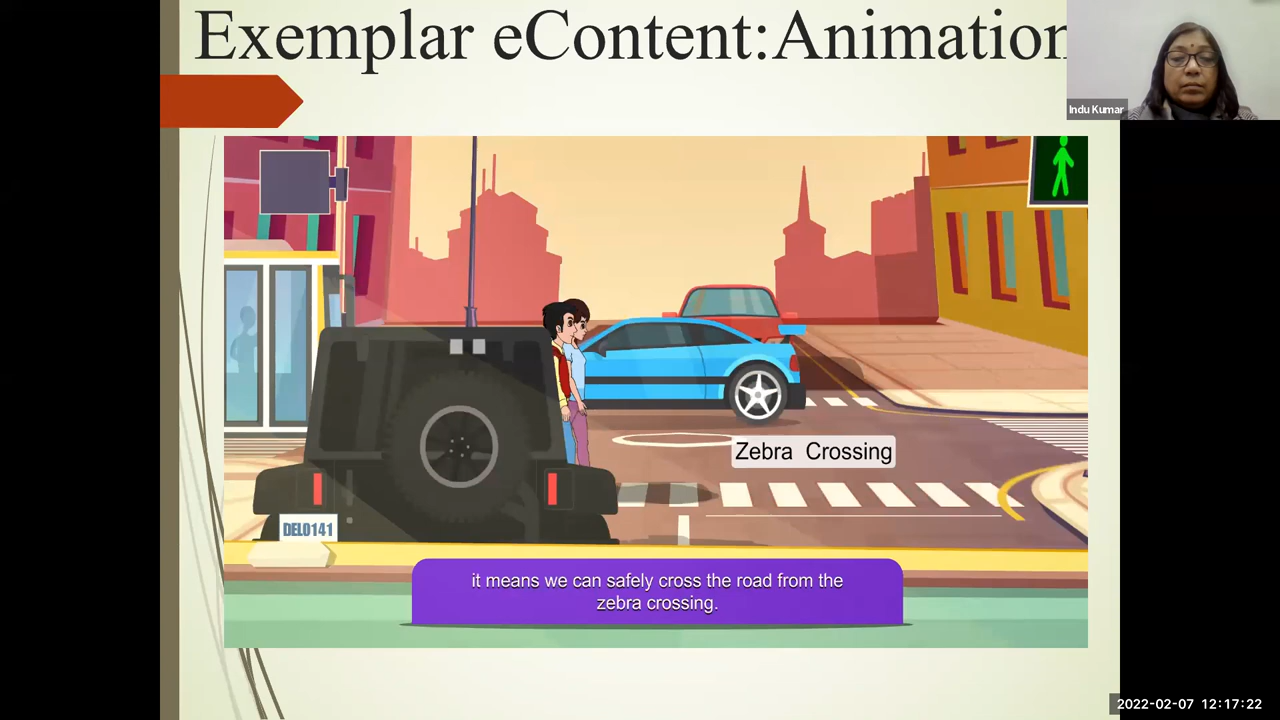 Exemplar eContent:Animation
Indu Kumar
Zebra Crossing
DEL0141
it means we can safely cross the road from the
zebra crossing.
2022-02-07 12:17:22